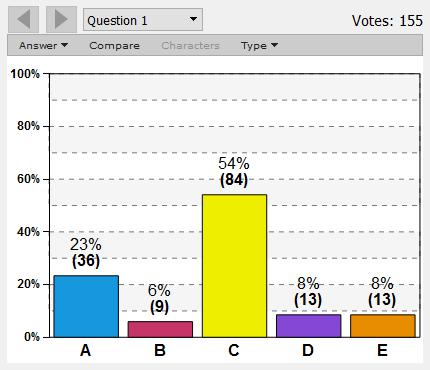 Question 1
Votes: 155
Answer
Compare
Characters
Type
100%
80%
60%
40%
20%
0%
23%
(36)
6%
(9)
54%
(84)
8%
(13)
8%
(13)
A B C D E